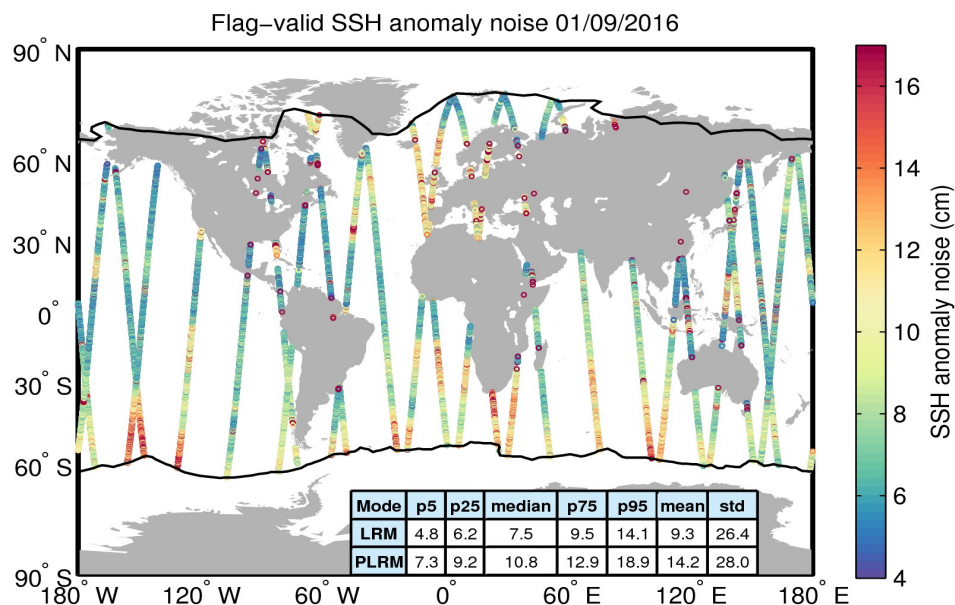 Flag−valid SSH anomaly noise 01/09/2016
90° N
60° N
30° N
0°
30° S
60° S
90° S
180° W
120° W
60° W
0°
60° E
120° E
180° E
Mode p5 p25 median p75 p95 mean std
LRM 4.8 6.2 7.5 9.5 14.1 9.3 26.4
PLRM 7.3 9.2 10.8 12.9 18.9 14.2 28.0
16
14
12
10
8
6
4
SSH anomaly noise (cm)